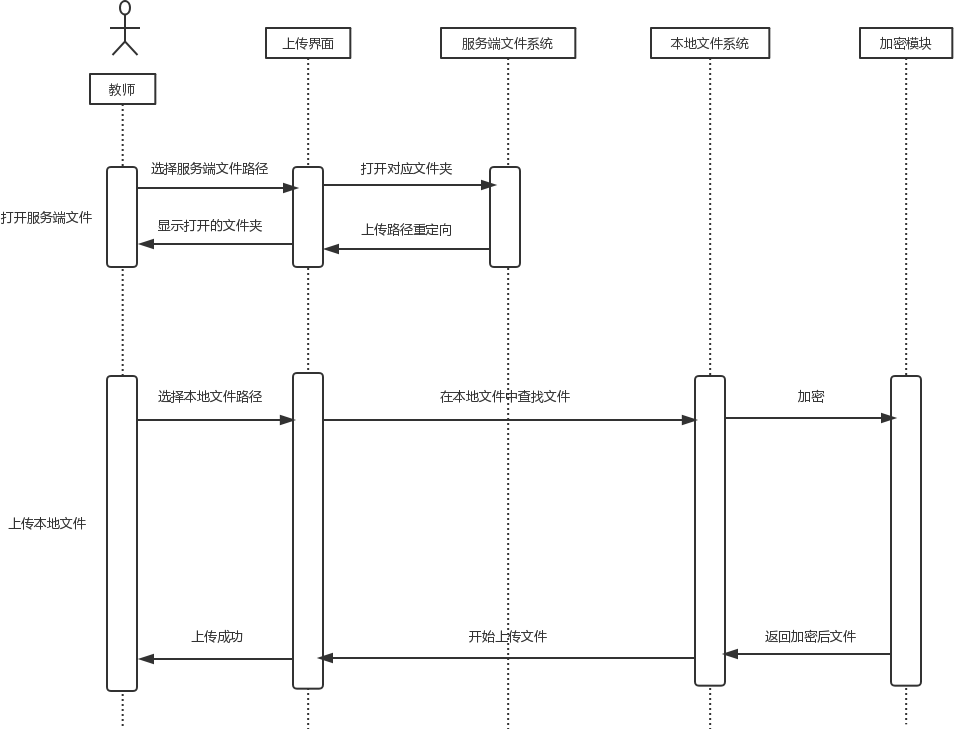 上传界面
服务端文件系统
本地文件系统
加密模块
教师
选择服务端文件路径
打开对应文件夹
打开服务端文件
显示打开的文件夹
上传路径重定向
选择本地文件路径
在本地文件中查找文件
加密
上传本地文件
上传成功
开始上传文件
返回加密后文件